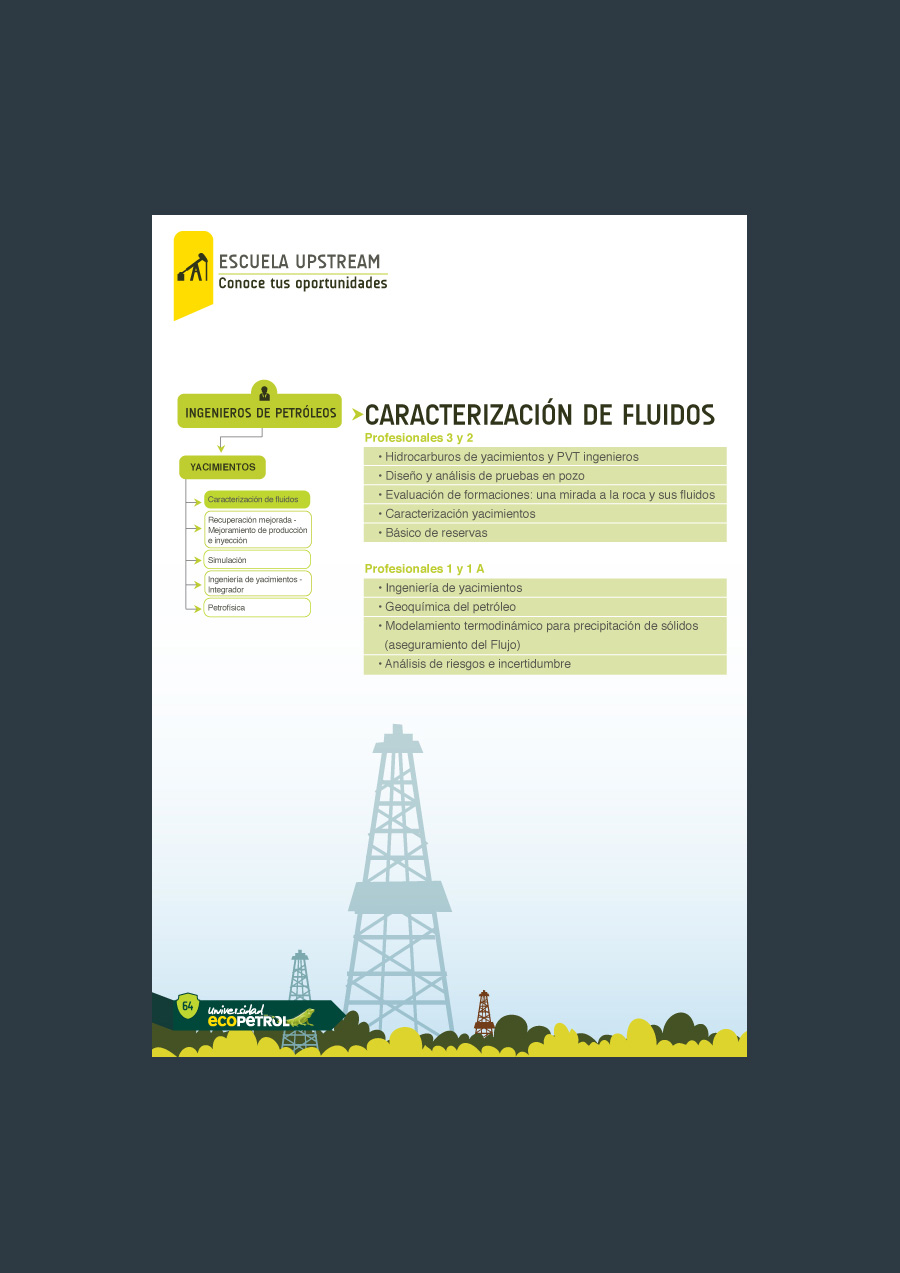 ESCUELA UPSTREAM
Conoce tus oportunidades
INGENIEROS DE PETRÓLEOS
YACIMIENTOS
Caracterización de fluidos
Recuperación mejorada -
Mejoramiento de producción
e inyección
Simulación
Ingeniería de yacimientos -
Integrador
Petrofísica
CARACTERIZACIÓN DE FLUIDOS
Profesionales 3 y 2
• Hidrocarburos de yacimientos y PVT ingenieros
• Diseño y análisis de pruebas en pozo
• Evaluación de formaciones: una mirada a la roca y sus fluidos
• Caracterización yacimientos
• Básico de reservas
Profesionales 1 y 1 A
• Ingeniería de yacimientos
• Geoquímica del petróleo
• Modelamiento termodinámico para precipitación de sólidos
(aseguramiento del Flujo)
• Análisis de riesgos e incertidumbre
64
universidad
ECOPETROL